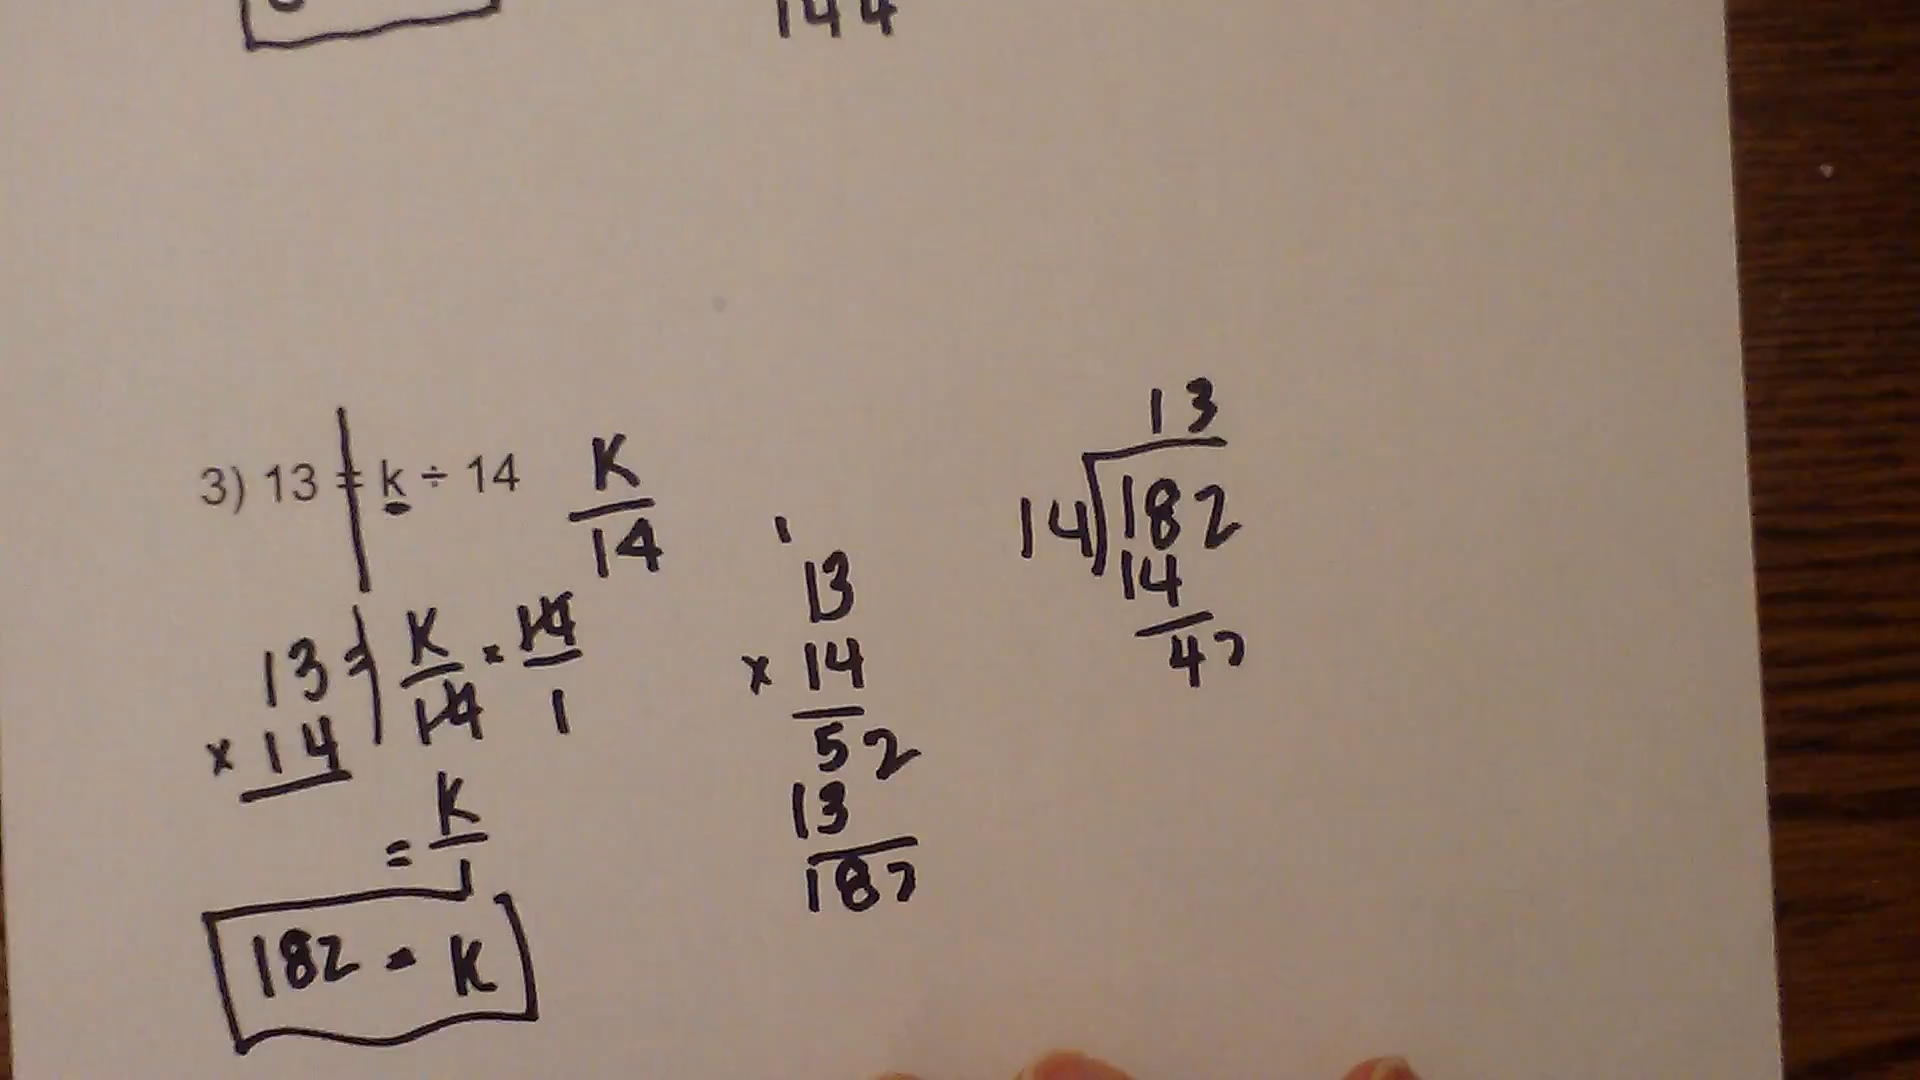 144
3) 13 = k ÷ 14
K
14
13 = K/14 · 14/1
× 14
= K/1
182 = K
1
13
× 14
52
13
182
13
14)182
14
42